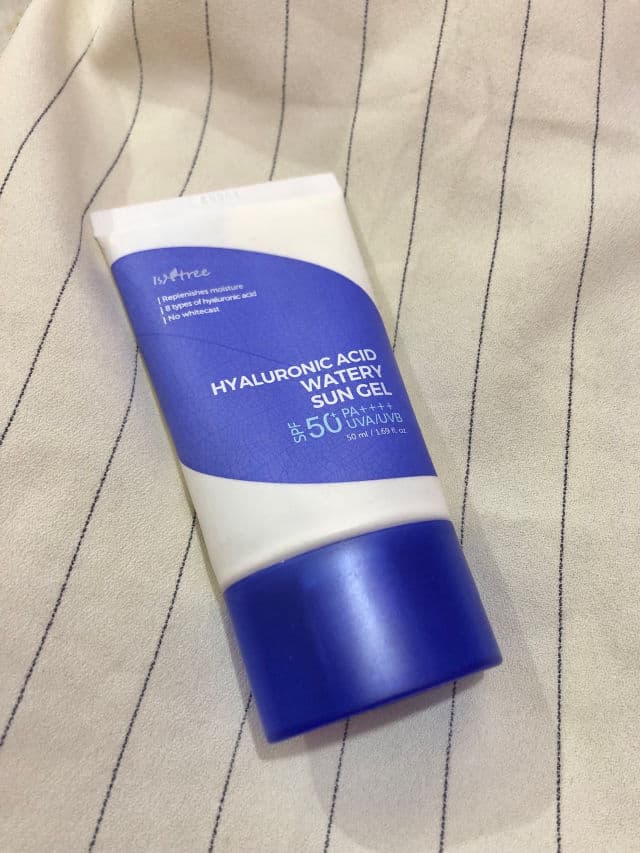 Isntree
Replenishes moisture
8 types of hyaluronic acid
No whitecast
HYALURONIC ACID
WATERY
SUN GEL
SPF 50+ PA++++
UVA/UVB
50 ml / 1.69 fl. oz